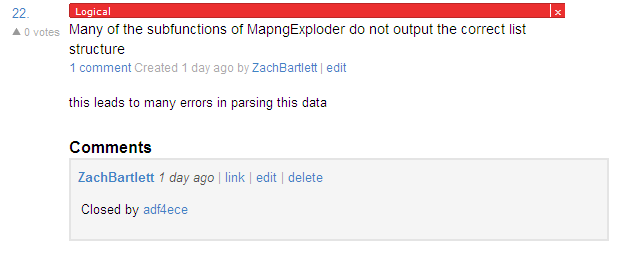 22.
Logical x
▲ 0 votes
Many of the subfunctions of MapngExploder do not output the correct list
structure
1 comment Created 1 day ago by ZachBartlett | edit
this leads to many errors in parsing this data
Comments
ZachBartlett 1 day ago | link | edit | delete
Closed by adf4ece